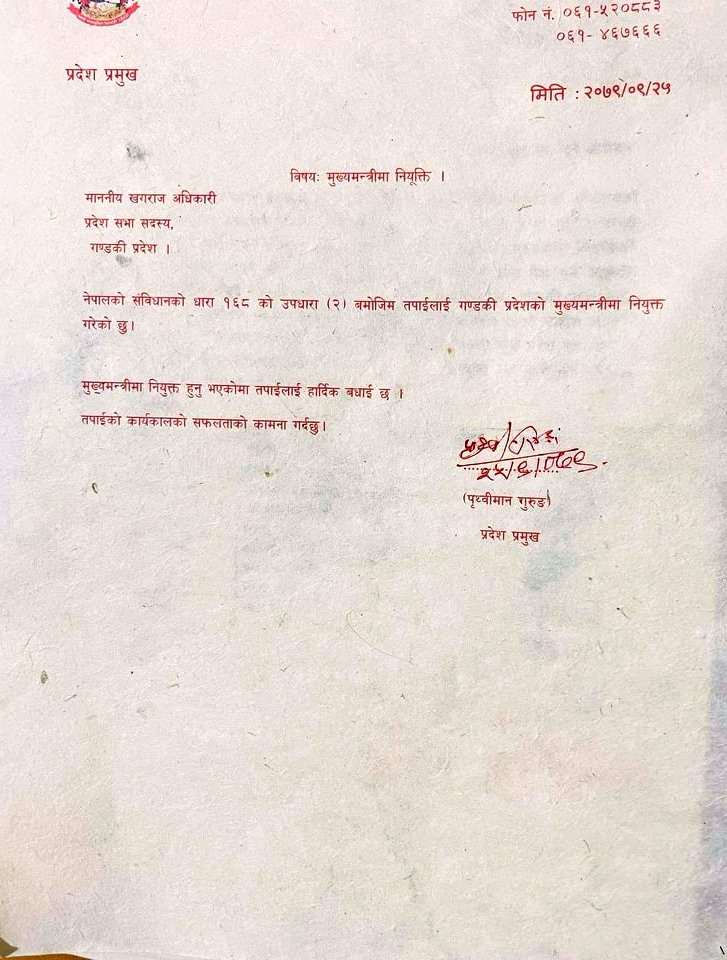 फोन नं. ०६१-५२०८८३
०६१- ४६७६६६
प्रदेश प्रमुख
मिति : २०७९/०९/२५
विषयः मुख्यमन्त्रीमा नियूक्ति ।
माननीय खगराज अधिकारी
प्रदेश सभा सदस्य,
गण्डकी प्रदेश ।
नेपालको संविधानको धारा १६८ को उपधारा (२) बमोजिम तपाईलाई गण्डकी प्रदेशको मुख्यमन्त्रीमा नियुक्त
गरेको छु।
मुख्यमन्त्रीमा नियुक्त हुनु भएकोमा तपाईलाई हार्दिक बधाई छ ।
तपाईको कार्यकालको सफलताको कामना गर्दछु।
(पृथ्वीमान गुरुङ)
प्रदेश प्रमुख